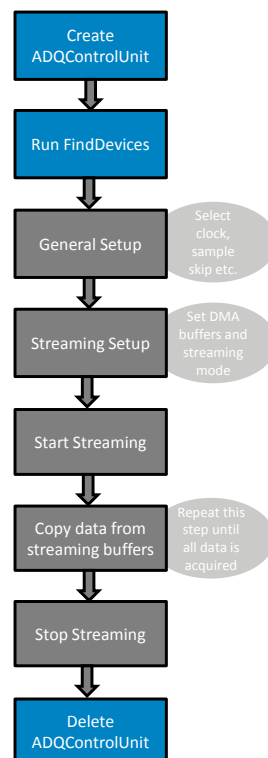 Create
ADQControlUnit
Run FindDevices
General Setup
Select
clock,
sample
skip etc.
Streaming Setup
Set DMA
buffers and
streaming
mode
Start Streaming
Copy data from
streaming buffers
Repeat this
step until
all data is
acquired
Stop Streaming
Delete
ADQControlUnit